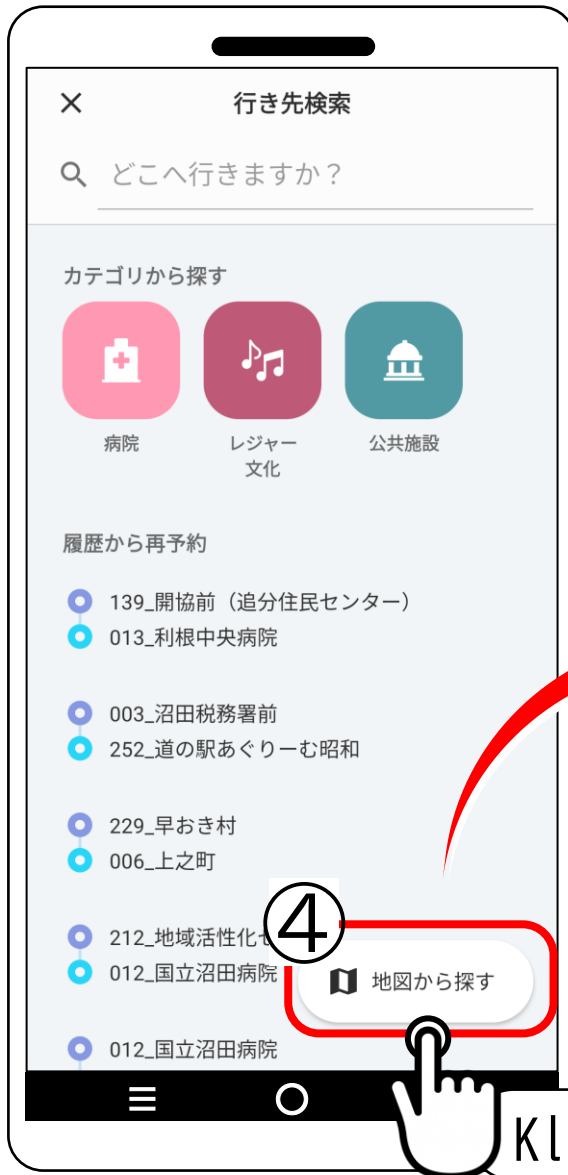 行き先検索
どこへ行きますか？
カテゴリから探す
病院
レジャー
文化
公共施設
履歴から再予約
139_開協前（追分住民センター）
013_利根中央病院
003_沼田税務署前
252_道の駅あぐりーむ昭和
229_早おき村
006_上之町
④
212_地域活性化セ
012_国立沼田病院
地図から探す
012_国立沼田病院
Kl